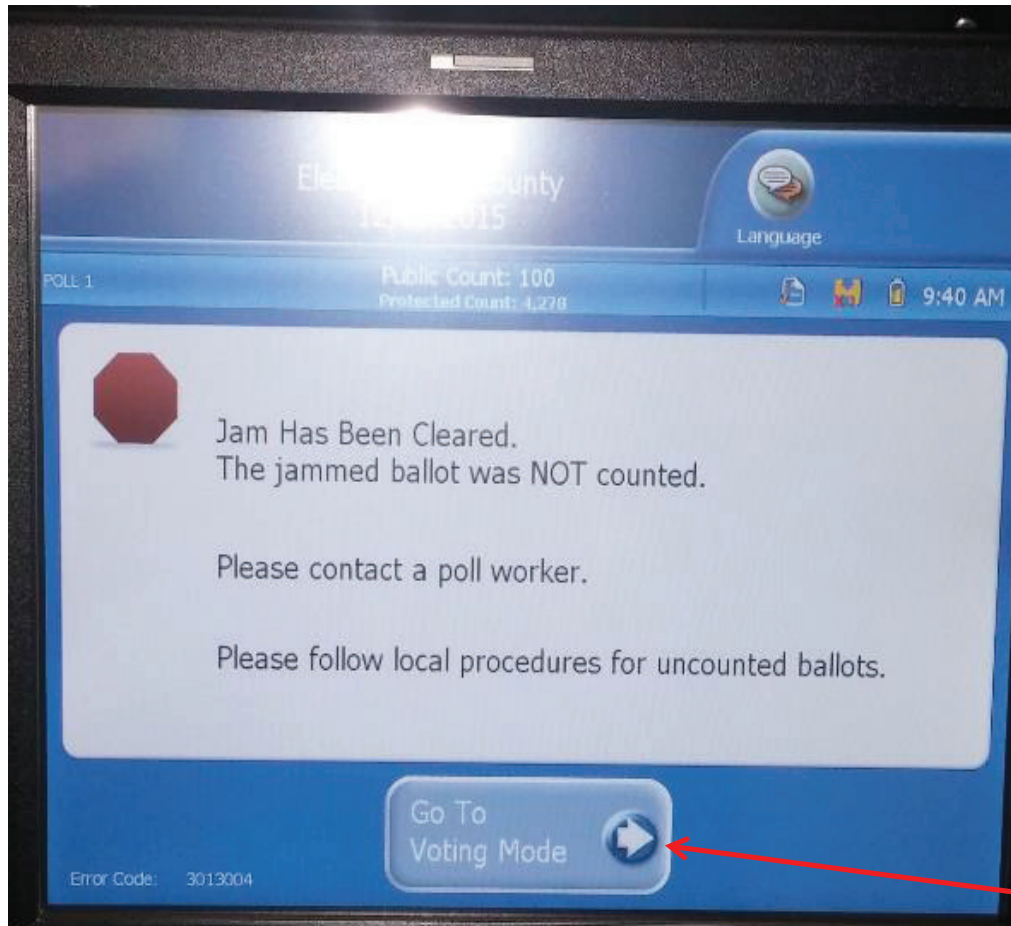 Language
POLL 1
Public Count: 100
Protected Count: 4,278
9:40 AM
Jam Has Been Cleared.
The jammed ballot was NOT counted.
Please contact a poll worker.
Please follow local procedures for uncounted ballots.
Go To
Voting Mode
Error Code: 3013004